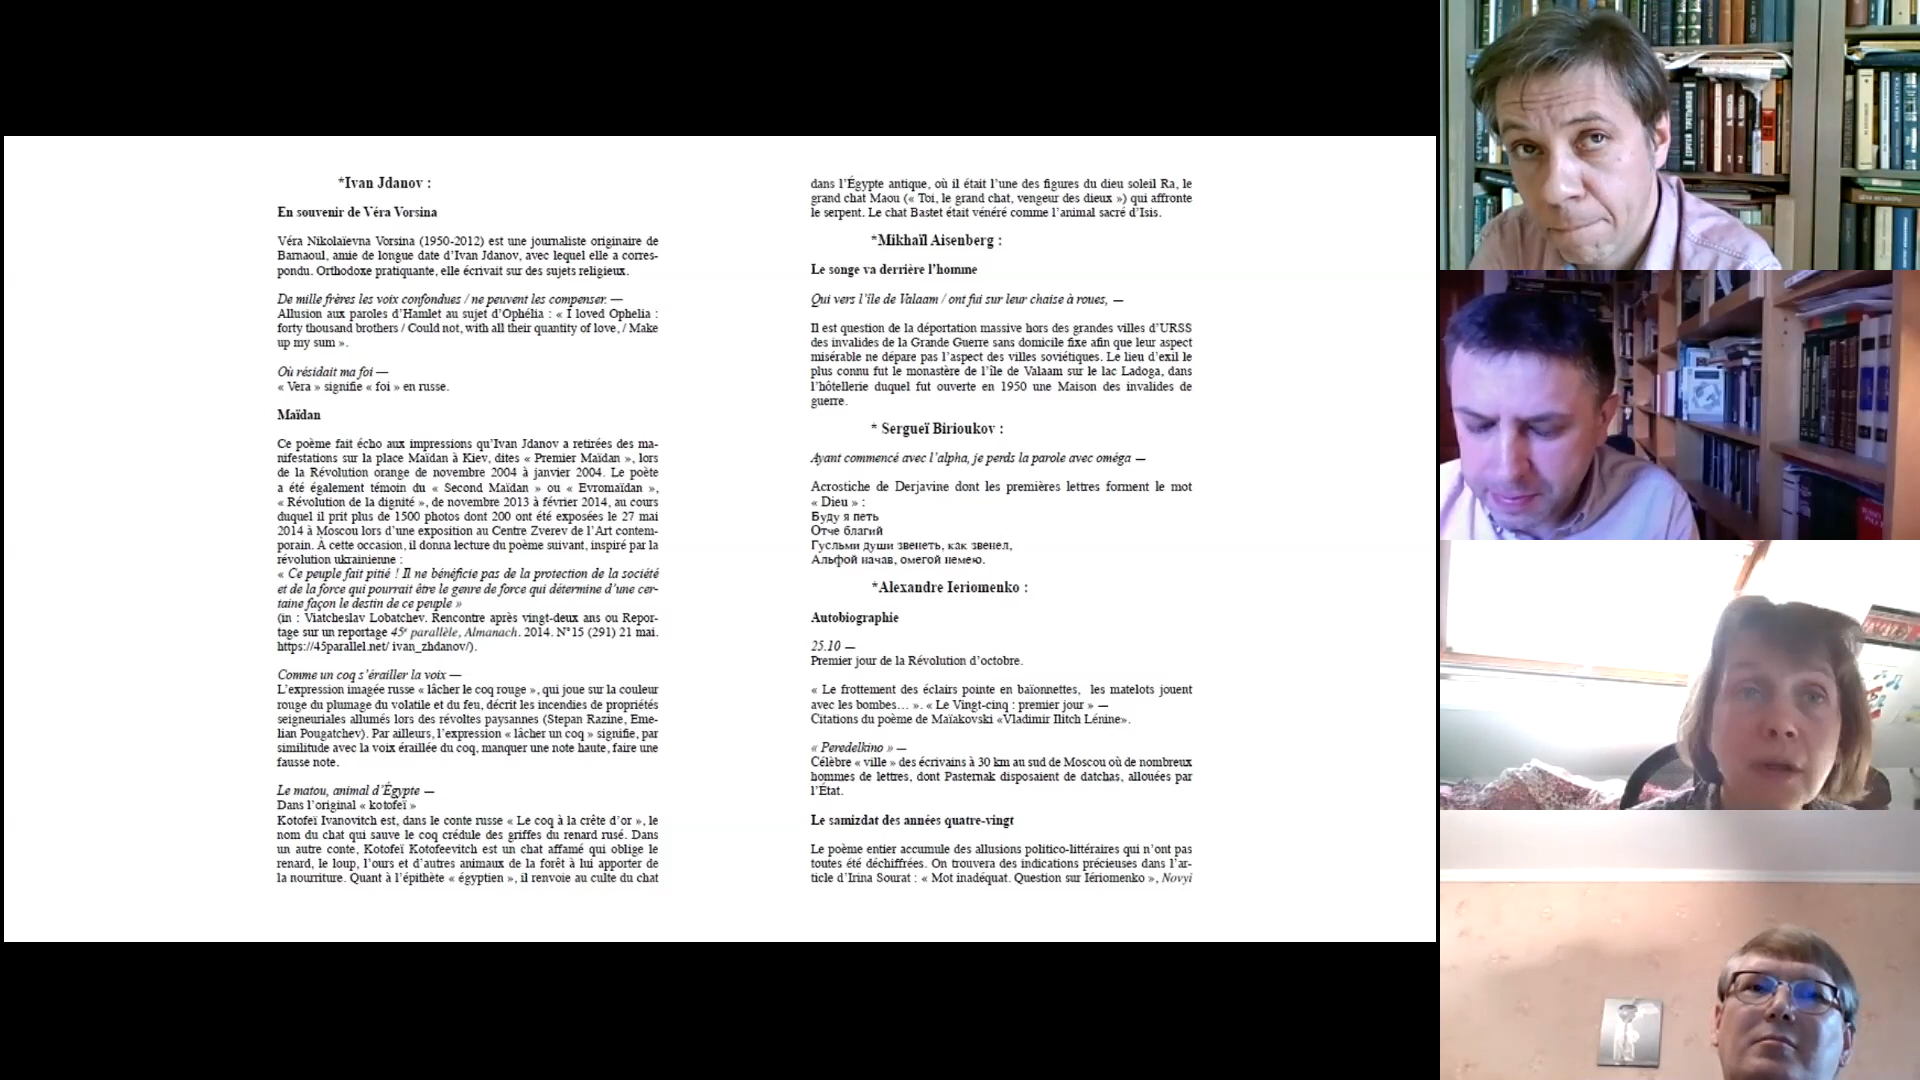 *Ivan Jdanov :
En souvenir de Véra Vorsina
Véra Nikolaïevna Vorsina (1950-2012) est une journaliste originaire de
Barnaoul, amie de longue date d’Ivan Jdanov, avec lequel elle a corres-
pondu. Orthodoxe pratiquante, elle écrivait sur des sujets religieux.
De mille frères les voix confondues / ne peuvent les compenser. —
Allusion aux paroles d’Hamlet au sujet d’Ophélia : « I loved Ophelia :
forty thousand brothers / Could not, with all their quantity of love, / Make
up my sum ».
Où résidait ma foi —
« Vera » signifie « foi » en russe.
Maïdan
Ce poème fait écho aux impressions qu’Ivan Jdanov a retirées des ma-
nifestations sur la place Maïdan à Kiev, dites « Premier Maïdan », lors
de la Révolution orange de novembre 2004 à janvier 2004. Le poète
a été également témoin du « Second Maïdan » ou « Evromaïdan »,
« Révolution de la dignité », de novembre 2013 à février 2014, au cours
duquel il prit plus de 1500 photos dont 200 ont été exposées le 27 mai
2014 à Moscou lors d’une exposition au Centre Zverev de l’Art contem-
porain. À cette occasion, il donna lecture du poème suivant, inspiré par la
révolution ukrainienne :
« Ce peuple fait pitié ! Il ne bénéficie pas de la protection de la société
et de la force qui pourrait être le genre de force qui détermine d’une cer-
taine façon le destin de ce peuple »
(in : Viatcheslav Lobatchev. Rencontre après vingt-deux ans ou Repor-
tage sur un reportage 45e parallèle, Almanach. 2014. N°15 (291) 21 mai.
https://45parallel.net/ ivan_zhdanov/).
Comme un coq s’érailler la voix —
L’expression imagée russe « lâcher le coq rouge », qui joue sur la couleur
rouge du plumage du volatile et du feu, décrit les incendies de propriétés
seigneuriales allumés lors des révoltes paysannes (Stepan Razine, Eme-
lian Pougatchev). Par ailleurs, l’expression « lâcher un coq » signifie, par
similitude avec la voix éraillée du coq, manquer une note haute, faire une
fausse note.
Le matou, animal d’Égypte —
Dans l’original « kotofeï »
Kotofeï Ivanovitch est, dans le conte russe « Le coq à la crête d’or », le
nom du chat qui sauve le coq crédule des griffes du renard rusé. Dans
un autre conte, Kotofeï Kotofeevitch est un chat affamé qui oblige le
renard, le loup, l’ours et d’autres animaux de la forêt à lui apporter de
la nourriture. Quant à l’épithète « égyptien », il renvoie au culte du chat
dans l’Égypte antique, où il était l’une des figures du dieu soleil Ra, le
grand chat Maou (« Toi, le grand chat, vengeur des dieux ») qui affronte
le serpent. Le chat Bastet était vénéré comme l’animal sacré d’Isis.
*Mikhaïl Aisenberg :
Le songe va derrière l’homme
Qui vers l’île de Valaam / ont fui sur leur chaise à roues, —
Il est question de la déportation massive hors des grandes villes d’URSS
des invalides de la Grande Guerre sans domicile fixe afin que leur aspect
misérable ne dépare pas l’aspect des villes soviétiques. Le lieu d’exil le
plus connu fut le monastère de l’île de Valaam sur le lac Ladoga, dans
l’hôtellerie duquel fut ouverte en 1950 une Maison des invalides de
guerre.
* Sergueï Birioukov :
Ayant commencé avec l’alpha, je perds la parole avec oméga —
Acrostiche de Derjavine dont les premières lettres forment le mot
« Dieu » :
Буду я петь
Отче благий
Гусльми души звенеть, как звенел,
Альфой начав, омегой немею.
*Alexandre Ieriomenko :
Autobiographie
25.10 —
Premier jour de la Révolution d’octobre.
« Le frottement des éclairs pointe en baïonnettes, les matelots jouent
avec les bombes… ». « Le Vingt-cinq : premier jour » —
Citations du poème de Maïakovski «Vladimir Ilitch Lénine».
« Peredelkino » —
Célèbre « ville » des écrivains à 30 km au sud de Moscou où de nombreux
hommes de lettres, dont Pasternak disposaient de datchas, allouées par
l’État.
Le samizdat des années quatre-vingt
Le poème entier accumule des allusions politico-littéraires qui n’ont pas
toutes été déchiffrées. On trouvera des indications précieuses dans l’ar-
ticle d’Irina Sourat : « Mot inadéquat. Question sur Iériomenko », Novyi
СЕРГЕЙ ТРЕТЬЯКОВ